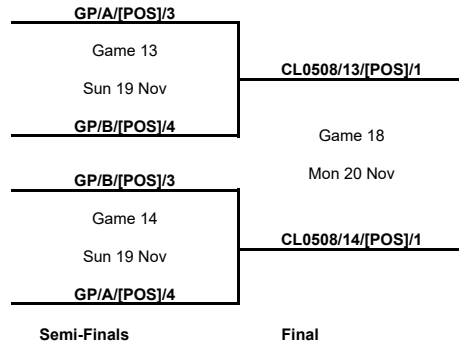 GP/A/[POS]/3
Game 13
Sun 19 Nov
GP/B/[POS]/4
CL0508/13/[POS]/1
Game 18
Mon 20 Nov
GP/B/[POS]/3
Game 14
Sun 19 Nov
GP/A/[POS]/4
CL0508/14/[POS]/1
Semi-Finals
Final